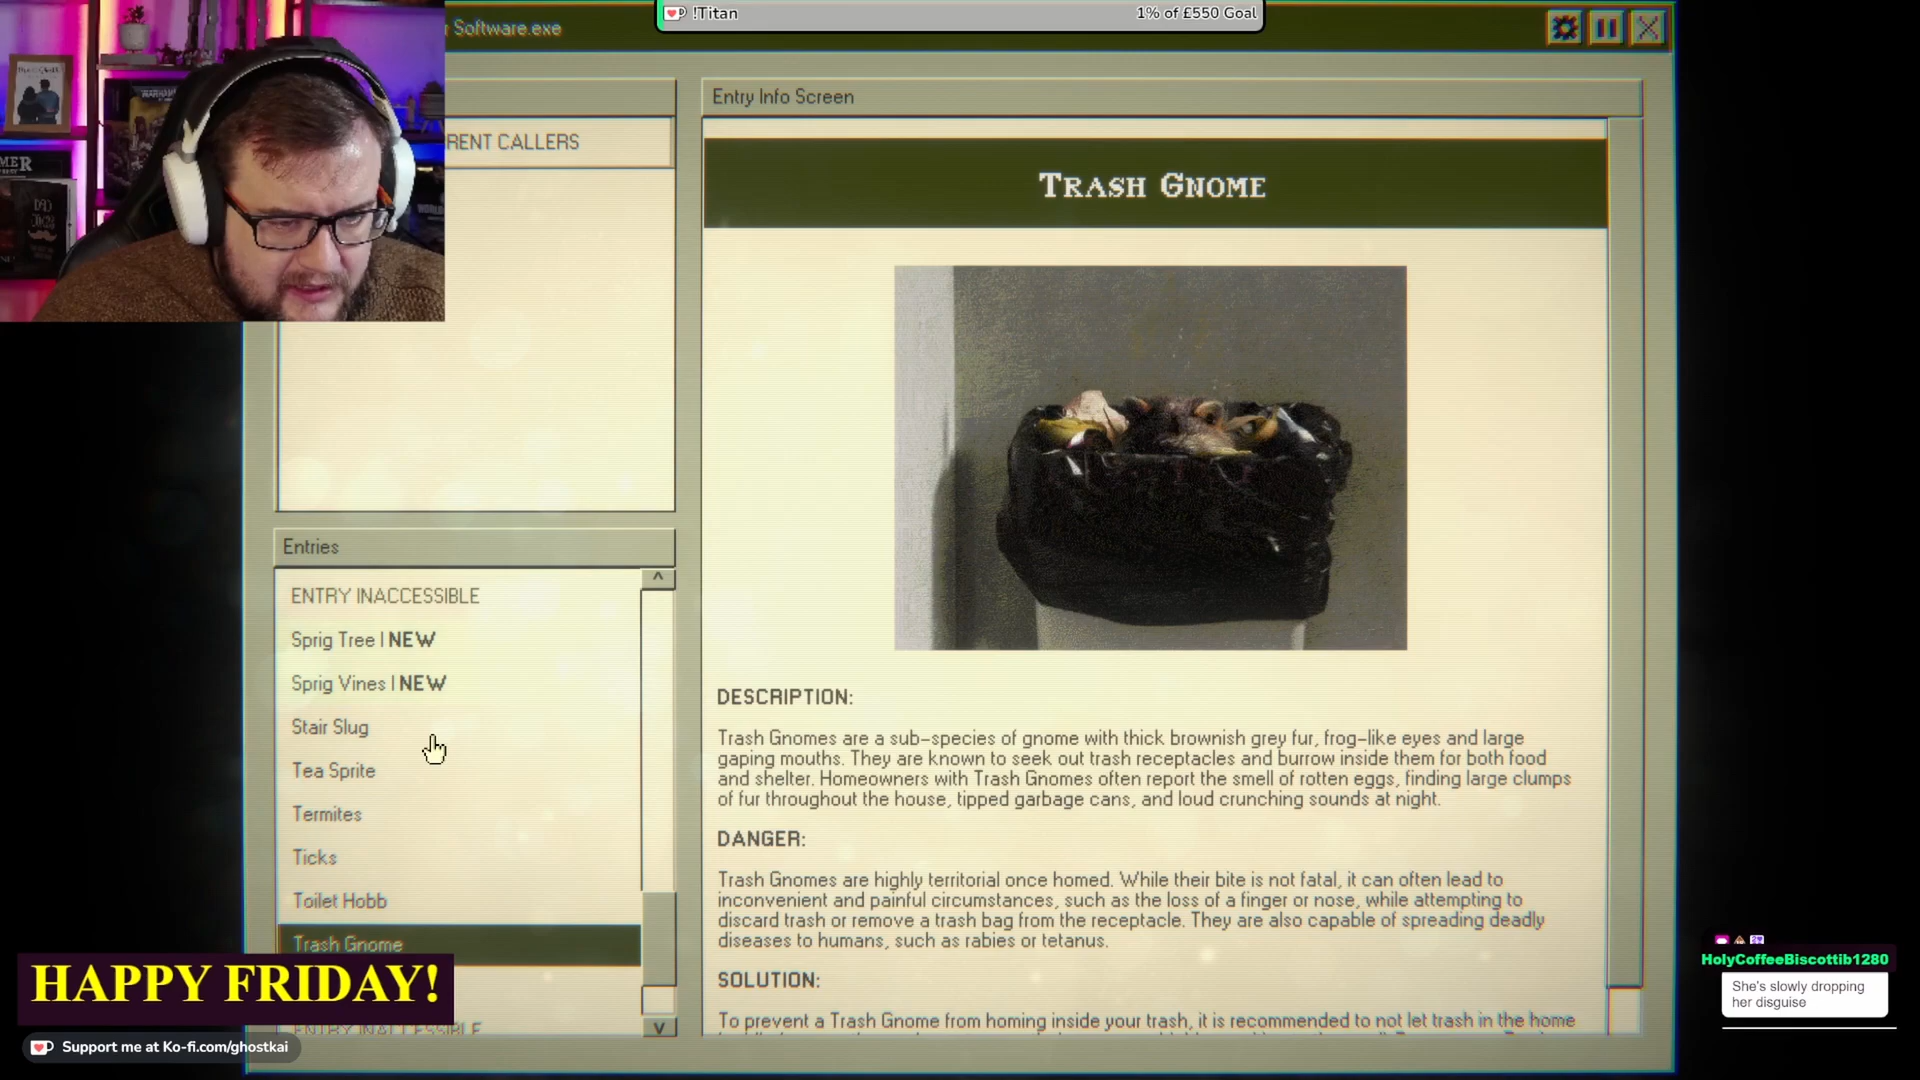 Software.exe
!Titan
1% of £550 Goal
RENT CALLERS
Entry Info Screen
TRASH GNOME
Entries
ENTRY INACCESSIBLE
Sprig Tree | NEW
Sprig Vines | NEW
Stair Slug
Tea Sprite
Termites
Ticks
Toilet Hobb
Trash Gnome
ENTRY INACCESSIBLE
DESCRIPTION:
Trash Gnomes are a sub-species of gnome with thick brownish grey fur, frog-like eyes and large
gaping mouths. They are known to seek out trash receptacles and burrow inside them for both food
and shelter. Homeowners with Trash Gnomes often report the smell of rotten eggs, finding large clumps
of fur throughout the house, tipped garbage cans, and loud crunching sounds at night.
DANGER:
Trash Gnomes are highly territorial once homed. While their bite is not fatal, it can often lead to
inconvenient and painful circumstances, such as the loss of a finger or nose, while attempting to
discard trash or remove a trash bag from the receptacle. They are also capable of spreading deadly
diseases to humans, such as rabies or tetanus.
SOLUTION:
To prevent a Trash Gnome from homing inside your trash, it is recommended to not let trash in the home
HAPPY FRIDAY!
Support me at Ko-fi.com/ghostkai
HolyCoffeeBiscottib1280
She's slowly dropping
her disguise